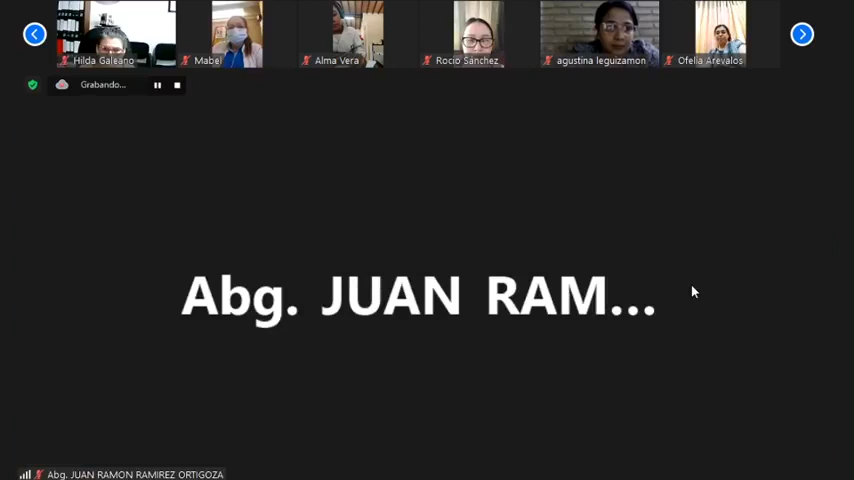 Hilda Galeano
Mabel
Alma Vera
Rocio Sánchez
agustina leguizamon
Ofelia Arevalos
Grabando...
Abg. JUAN RAM...
Abg. JUAN RAMON RAMIREZ ORTIGOZA